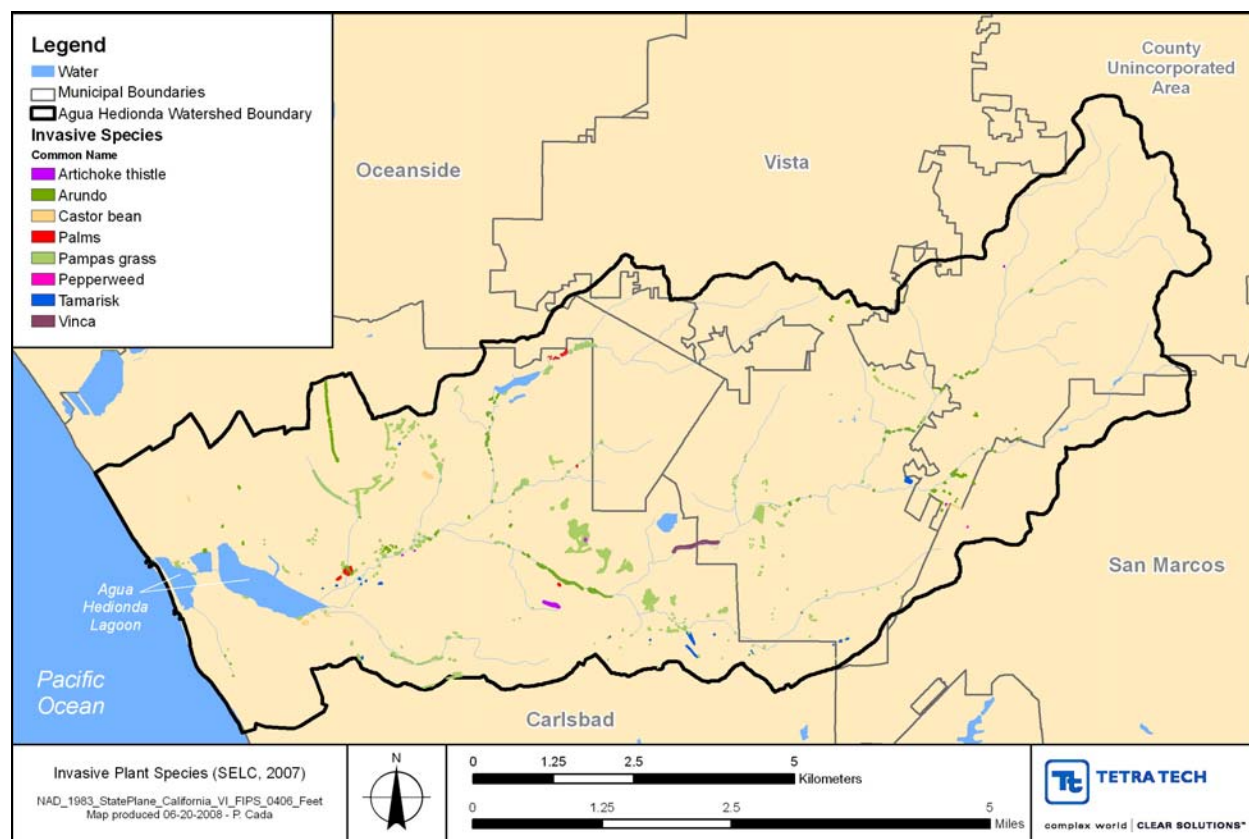 Legend
Water
Municipal Boundaries
Agua Hedionda Watershed Boundary
Invasive Species
Common Name
Artichoke thistle
Arundo
Castor bean
Palms
Pampas grass
Pepperweed
Tamarisk
Vinca
County
Unincorporated
Area
Oceanside
Vista
San Marcos
Agua
Hedionda
Lagoon
Pacific
Ocean
Carlsbad
Invasive Plant Species (SELC, 2007)
NAD_1983_StatePlane_California_VI_FIPS_0406_Feet
Map produced 06-20-2008 - P. Cada
N
0 1.25 2.5 5
Kilometers
0 1.25 2.5 5
Miles
Tt TETRA TECH
complex world | CLEAR SOLUTIONS™